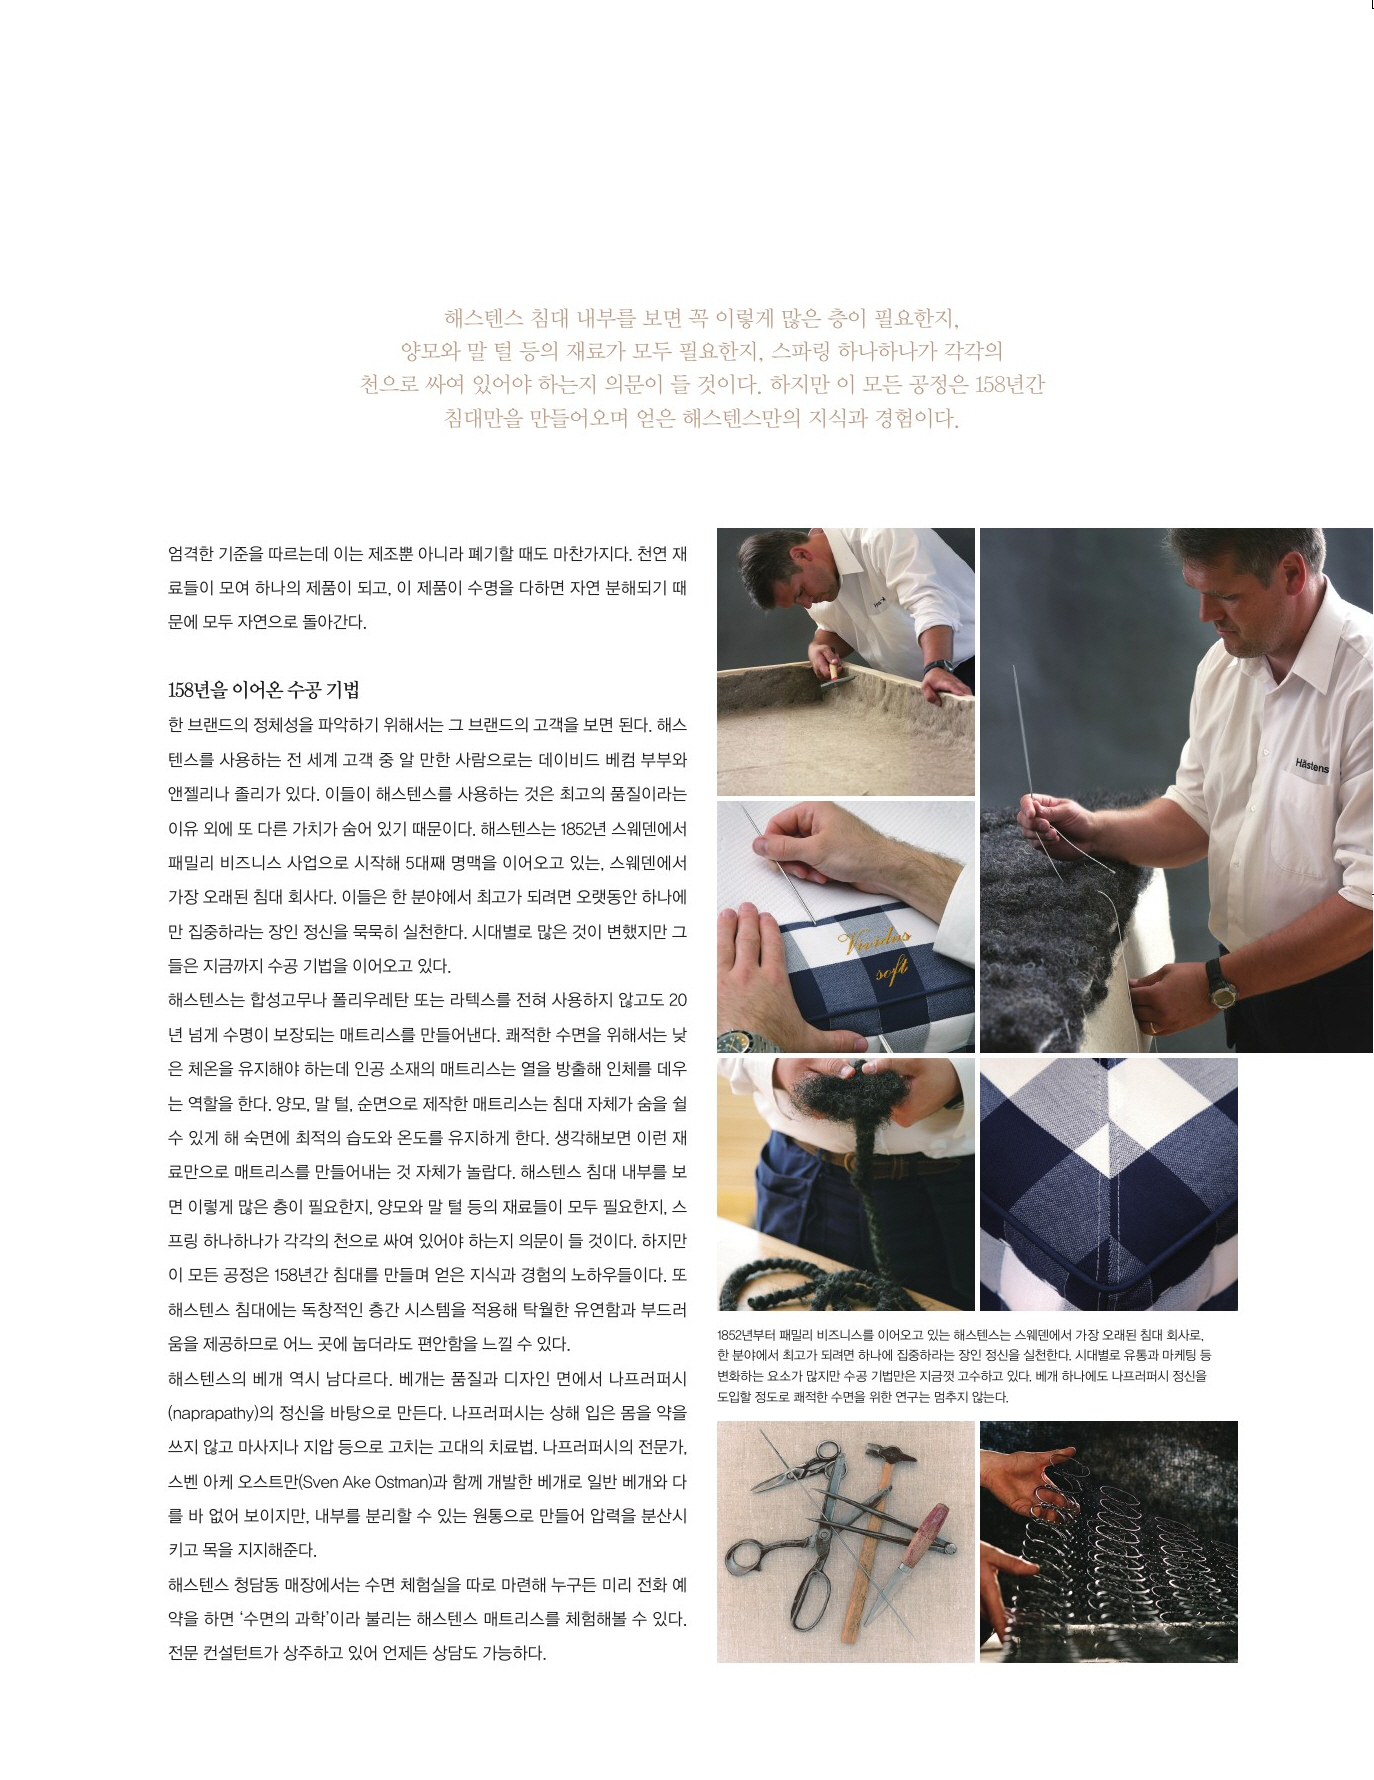 해스텐스 침대 내부를 보면 꼭 이렇게 많은 층이 필요한지,
양모와 말 털 등의 재료가 모두 필요한지, 스파링 하나하나가 각각의
천으로 싸여 있어야 하는지 의문이 들 것이다. 하지만 이 모든 공정은 158년간
침대만을 만들어오며 얻은 해스텐스만의 지식과 경험이다.
엄격한 기준을 따르는데 이는 제조뿐 아니라 폐기할 때도 마찬가지다. 천연 재
료들이 모여 하나의 제품이 되고, 이 제품이 수명을 다하면 자연 분해되기 때
문에 모두 자연으로 돌아간다.
158년을 이어온 수공 기법
한 브랜드의 정체성을 파악하기 위해서는 그 브랜드의 고객을 보면 된다. 해스
텐스를 사용하는 전 세계 고객 중 알 만한 사람으로는 데이비드 베컴 부부와
앤젤리나 졸리가 있다. 이들이 해스텐스를 사용하는 것은 최고의 품질이라는
이유 외에 또 다른 가치가 숨어 있기 때문이다. 해스텐스는 1852년 스웨덴에서
패밀리 비즈니스 사업으로 시작해 5대째 명맥을 이어오고 있는, 스웨덴에서
가장 오래된 침대 회사다. 이들은 한 분야에서 최고가 되려면 오랫동안 하나에
만 집중하라는 장인 정신을 묵묵히 실천한다. 시대별로 많은 것이 변했지만 그
들은 지금까지 수공 기법을 이어오고 있다.
해스텐스는 합성고무나 폴리우레탄 또는 라텍스를 전혀 사용하지 않고도 20
년 넘게 수명이 보장되는 매트리스를 만들어낸다. 쾌적한 수면을 위해서는 낮
은 체온을 유지해야 하는데 인공 소재의 매트리스는 열을 방출해 인체를 데우
는 역할을 한다. 양모, 말 털, 순면으로 제작한 매트리스는 침대 자체가 숨을 쉴
수 있게 해 숙면에 최적의 습도와 온도를 유지하게 한다. 생각해보면 이런 재
료만으로 매트리스를 만들어내는 것 자체가 놀랍다. 해스텐스 침대 내부를 보
면 이렇게 많은 층이 필요한지, 양모와 말 털 등의 재료들이 모두 필요한지, 스
프링 하나하나가 각각의 천으로 싸여 있어야 하는지 의문이 들 것이다. 하지만
이 모든 공정은 158년간 침대를 만들며 얻은 지식과 경험의 노하우들이다. 또
해스텐스 침대에는 독창적인 층간 시스템을 적용해 탁월한 유연함과 부드러
움을 제공하므로 어느 곳에 눕더라도 편안함을 느낄 수 있다.
해스텐스의 베개 역시 남다르다. 베개는 품질과 디자인 면에서 나프러퍼시
(naprapathy)의 정신을 바탕으로 만든다. 나프러퍼시는 상해 입은 몸을 약을
쓰지 않고 마사지나 지압 등으로 고치는 고대의 치료법. 나프러퍼시의 전문가,
스벤 아케 오스트만(Sven Ake Ostman)과 함께 개발한 베개로 일반 베개와 다
를 바 없어 보이지만, 내부를 분리할 수 있는 원통으로 만들어 압력을 분산시
키고 목을 지지해준다.
해스텐스 청담동 매장에서는 수면 체험실을 따로 마련해 누구든 미리 전화 예
약을 하면 ‘수면의 과학’이라 불리는 해스텐스 매트리스를 체험해볼 수 있다.
전문 컨설턴트가 상주하고 있어 언제든 상담도 가능하다.
Hästens
Vividus
soft
1852년부터 패밀리 비즈니스를 이어오고 있는 해스텐스는 스웨덴에서 가장 오래된 침대 회사로,
한 분야에서 최고가 되려면 하나에 집중하라는 장인 정신을 실천한다. 시대별로 유통과 마케팅 등
변화하는 요소가 많지만 수공 기법만은 지금껏 고수하고 있다. 베개 하나에도 나프러퍼시 정신을
도입할 정도로 쾌적한 수면을 위한 연구는 멈추지 않는다.